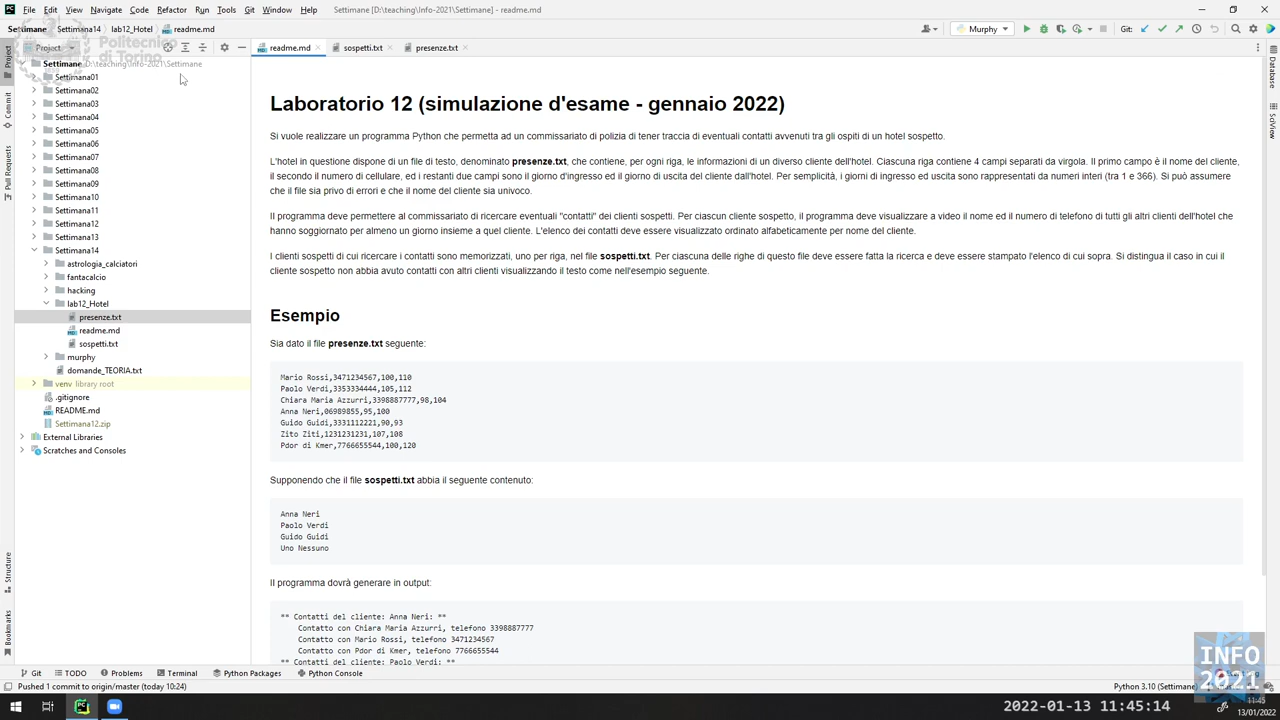 File Edit View Navigate Code Refactor Run Tools Git Window Help Settimane [D:\teaching\Info-2021\Settimane] - readme.md
Settimane Settimana14 lab12_Hotel readme.md
Murphy Git:
Politecnico
di Torino
Project
readme.md sospetti.txt presenze.txt
Settimane D:\teaching\Info-2021\Settimane
Settimana01
Settimana02
Settimana03
Settimana04
Settimana05
Settimana06
Settimana07
Settimana08
Settimana09
Settimana10
Settimana11
Settimana12
Settimana13
Settimana14
astrologia_calciatori
fantacalcio
hacking
lab12_Hotel
presenze.txt
readme.md
sospetti.txt
murphy
domande_TEORIA.txt
venv library root
.gitignore
README.md
Settimana12.zip
External Libraries
Scratches and Consoles
Project
Commit
Pull Requests
Structure
Bookmarks
Laboratorio 12 (simulazione d'esame - gennaio 2022)
Si vuole realizzare un programma Python che permetta ad un commissariato di polizia di tener traccia di eventuali contatti avvenuti tra gli ospiti di un hotel sospetto.
L'hotel in questione dispone di un file di testo, denominato presenze.txt, che contiene, per ogni riga, le informazioni di un diverso cliente dell'hotel. Ciascuna riga contiene 4 campi separati da virgola. Il primo campo è il nome del cliente,
il secondo il numero di cellulare, ed i restanti due campi sono il giorno d'ingresso ed il giorno di uscita del cliente dall'hotel. Per semplicità, i giorni di ingresso ed uscita sono rappresentati da numeri interi (tra 1 e 366). Si può assumere
che il file sia privo di errori e che il nome del cliente sia univoco.
Il programma deve permettere al commissariato di ricercare eventuali "contatti" dei clienti sospetti. Per ciascun cliente sospetto, il programma deve visualizzare a video il nome ed il numero di telefono di tutti gli altri clienti dell'hotel che
hanno soggiornato per almeno un giorno insieme a quel cliente. L'elenco dei contatti deve essere visualizzato ordinato alfabeticamente per nome del cliente.
I clienti sospetti di cui ricercare i contatti sono memorizzati, uno per riga, nel file sospetti.txt. Per ciascuna delle righe di questo file deve essere fatta la ricerca e deve essere stampato l'elenco di cui sopra. Si distingua il caso in cui il
cliente sospetto non abbia avuto contatti con altri clienti visualizzando il testo come nell'esempio seguente.
Esempio
Sia dato il file presenze.txt seguente:
Mario Rossi,3471234567,100,110
Paolo Verdi,3353334444,105,112
Chiara Maria Azzurri,3398887777,98,104
Anna Neri,06989855,95,100
Guido Guidi,3331112221,90,93
Zito Ziti,1231231231,107,108
Pdor di Kmer,7766655544,100,120
Supponendo che il file sospetti.txt abbia il seguente contenuto:
Anna Neri
Paolo Verdi
Guido Guidi
Uno Nessuno
Il programma dovrà generare in output:
** Contatti del cliente: Anna Neri: **
Contatto con Chiara Maria Azzurri, telefono 3398887777
Contatto con Mario Rossi, telefono 3471234567
Contatto con Pdor di Kmer, telefono 7766655544
** Contatti del cliente: Paolo Verdi: **
Database
SciView
INFO
2021
Git TODO Problems Terminal Python Packages Python Console
Pushed 1 commit to origin/master (today 10:24) Python 3.10 (Settimane)
2022-01-13 11:45:14
11:45
13/01/2022